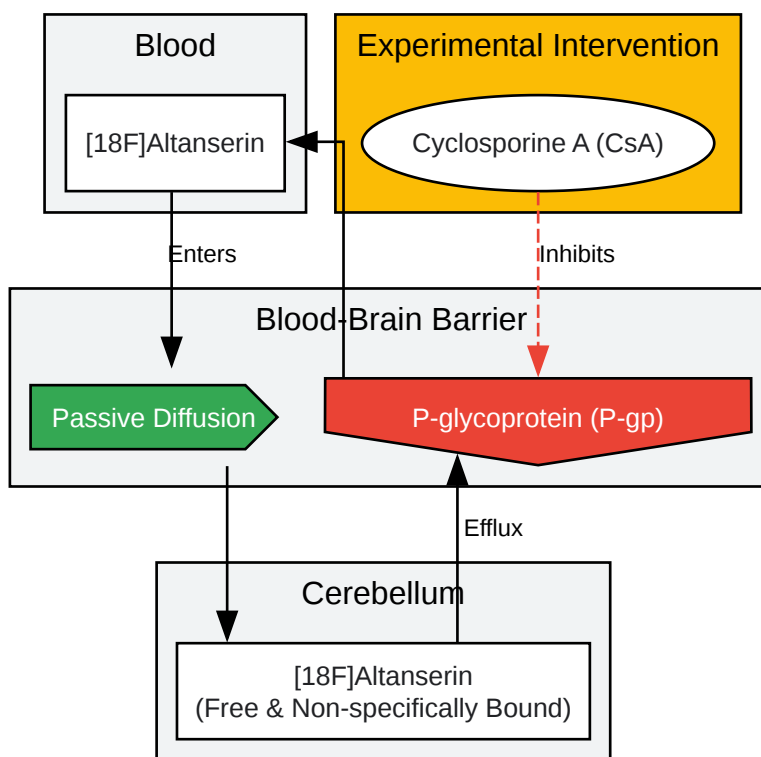 Blood
Experimental Intervention
[18F]Altanserin
Cyclosporine A (CsA)
Enters
Inhibits
Blood-Brain Barrier
Passive Diffusion
P-glycoprotein (P-gp)
Efflux
Cerebellum
[18F]Altanserin
(Free & Non-specifically Bound)